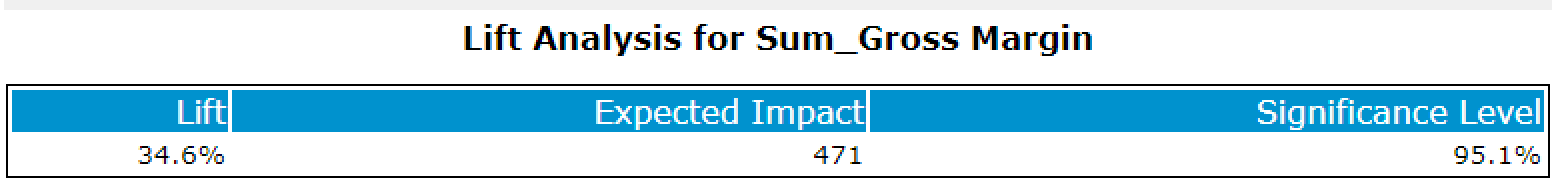 Lift Analysis for Sum_Gross Margin
Lift Expected Impact Significance Level
34.6% 471 95.1%